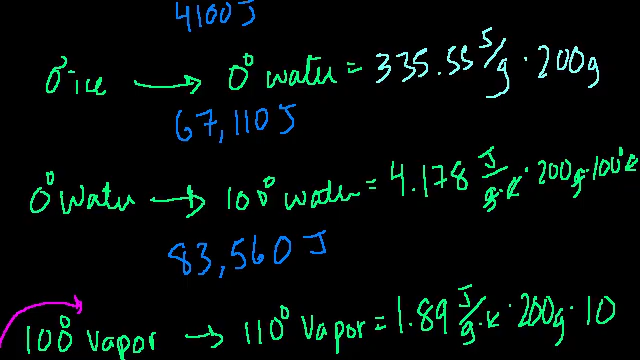 4100 J
0° ice → 0° water = 335.55 J/g · 200g
67,110 J
0° water → 100° water = 4.178 J/g·K · 200g · 100°K
83,560 J
100° vapor → 110° vapor = 1.89 J/g·K · 200g · 10